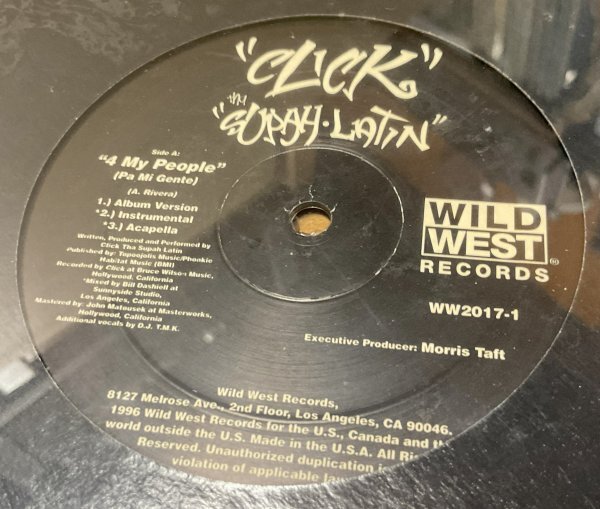 "CLICK"
tha
"SUPAH·LATIN"
Side A:
"4 My People"
(Pa Mi Gente)
(A. Rivera)
1.) Album Version
*2.) Instrumental
*3.) Acapella
Written, Produced and Performed by
Click Tha Supah Latin
Published by: Topoojolis Music/Phonkie
Habitat Music (BMI)
Recorded by Click at Bruce Wilson Music,
Hollywood, California
*Mixed by Bill Dashiell at
Sunnyside Studio,
Los Angeles, California
Mastered by: John Matousek at Masterworks,
Hollywood, California
Additional vocals by D.J. T.M.K.
WILD
WEST
®
RECORDS
WW2017-1
Executive Producer: Morris Taft
Wild West Records,
8127 Melrose Ave., 2nd Floor, Los Angeles, CA 90046.
1996 Wild West Records for the U.S., Canada and the
world outside the U.S. Made in the U.S.A. All
Reserved. Unauthorized duplication
violation of applicable